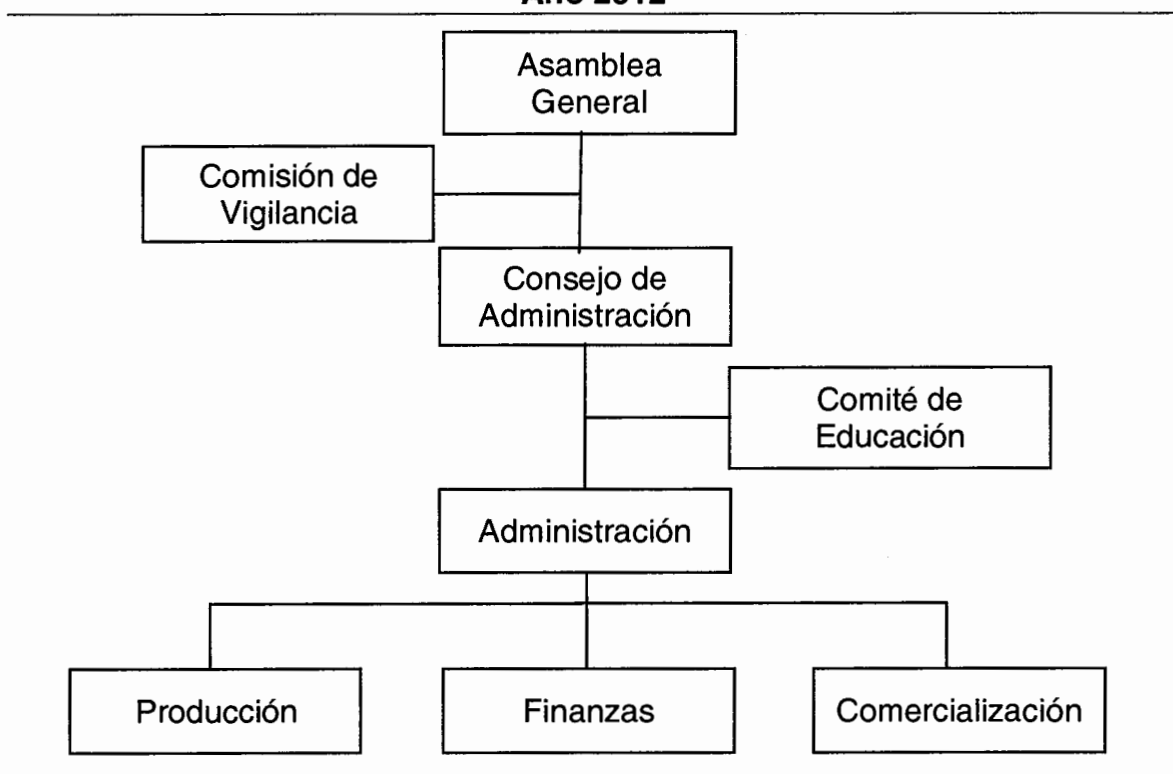 Asamblea
General
Comisión de
Vigilancia
Consejo de
Administración
Comité de
Educación
Administración
Producción
Finanzas
Comercialización